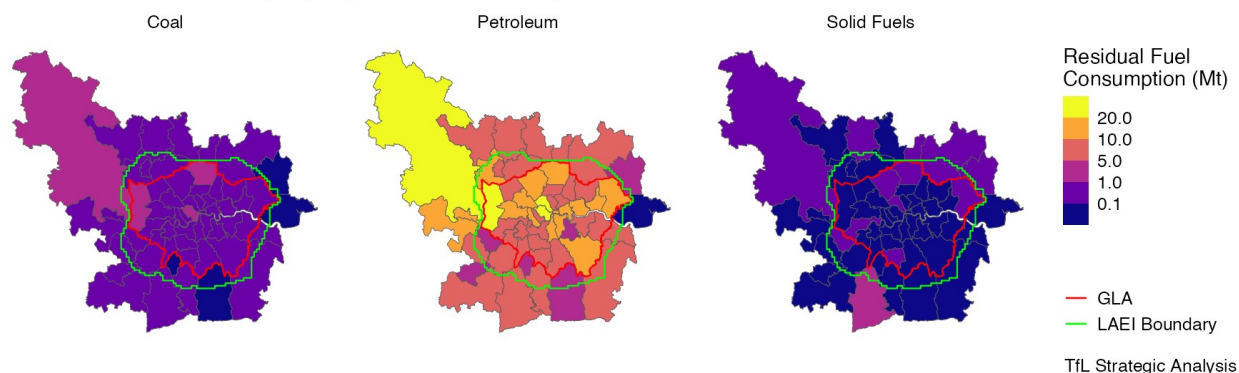 Coal
Petroleum
Solid Fuels
Residual Fuel
Consumption (Mt)
20.0
10.0
5.0
1.0
0.1
GLA
LAEI Boundary
TfL Strategic Analysis